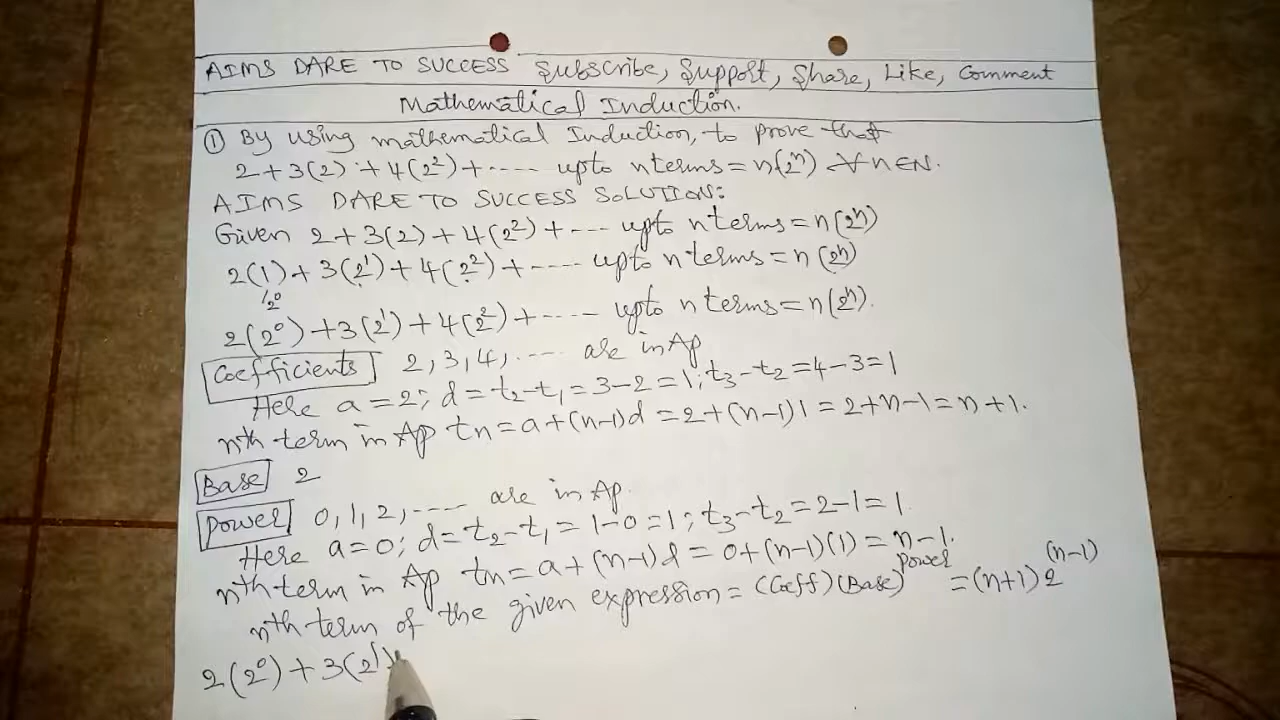 AIMS DARE TO SUCCESS Subscribe, Support, Share, Like, Comment
Mathematical Induction.
① By using mathematical Induction, to prove that
2+3(2)+4(2²)+---- upto n terms = n(2ⁿ) ∀ n∈N.
AIMS DARE TO SUCCESS SOLUTION:
Given 2+3(2)+4(2²)+--- upto n terms = n(2ⁿ)
2(1)+3(2¹)+4(2²)+---- upto n terms = n(2ⁿ)
2⁰
2(2⁰)+3(2¹)+4(2²)+---- upto n terms = n(2ⁿ).
Coefficients 2,3,4,---- are in Ap
Here a=2; d=t₂-t₁=3-2=1; t₃-t₂=4-3=1
nth term in Ap tn=a+(n-1)d=2+(n-1)1=2+n-1=n+1.
Base 2
Power 0,1,2,---- are in Ap.
Here a=0; d=t₂-t₁=1-0=1; t₃-t₂=2-1=1.
nth term in Ap tn=a+(n-1)d=0+(n-1)(1)=n-1.
nth term of the given expression=(Coeff)(Base)^Power =(n+1)2^(n-1)
2(2⁰)+3(2¹)